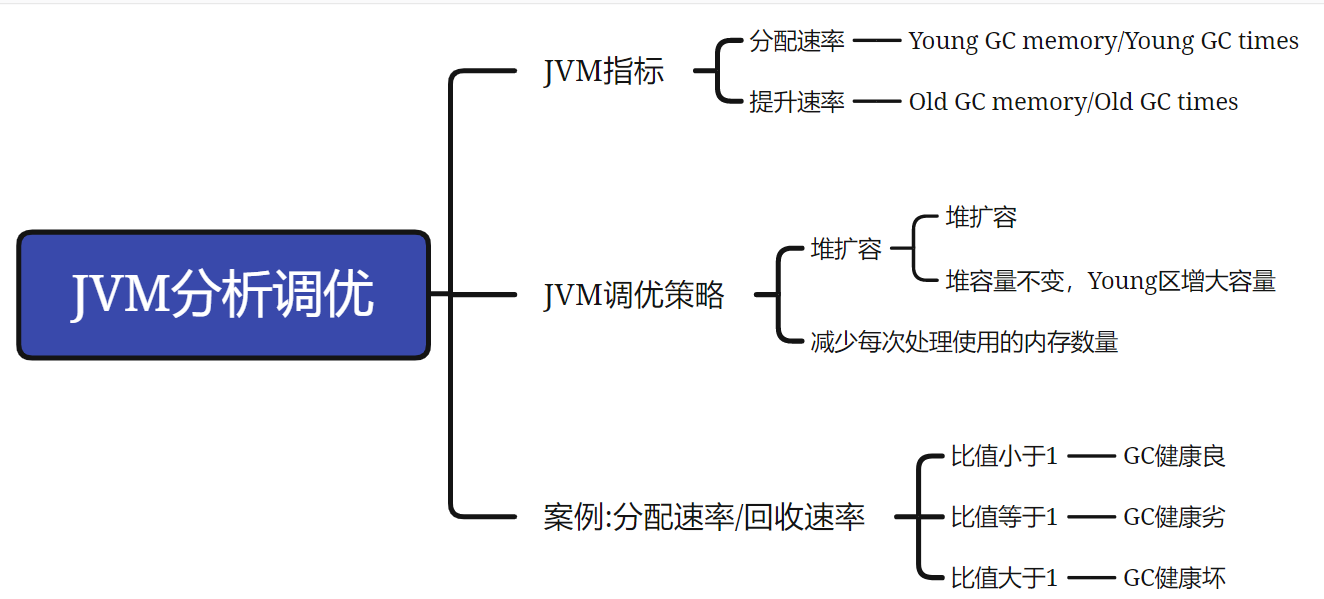 JVM分析调优
JVM指标
分配速率
Young GC memory/Young GC times
提升速率
Old GC memory/Old GC times
JVM调优策略
堆扩容
堆扩容
堆容量不变，Young区增大容量
减少每次处理使用的内存数量
案例:分配速率/回收速率
比值小于1
GC健康良
比值等于1
GC健康劣
比值大于1
GC健康坏